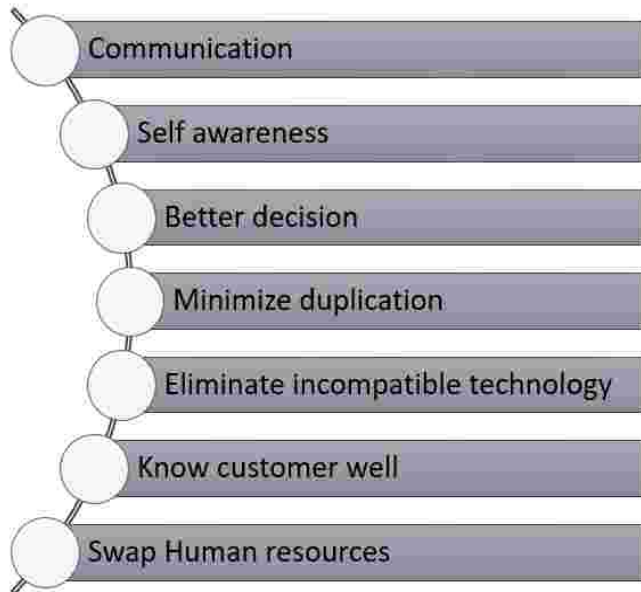 Communication
Self awareness
Better decision
Minimize duplication
Eliminate incompatible technology
Know customer well
Swap Human resources